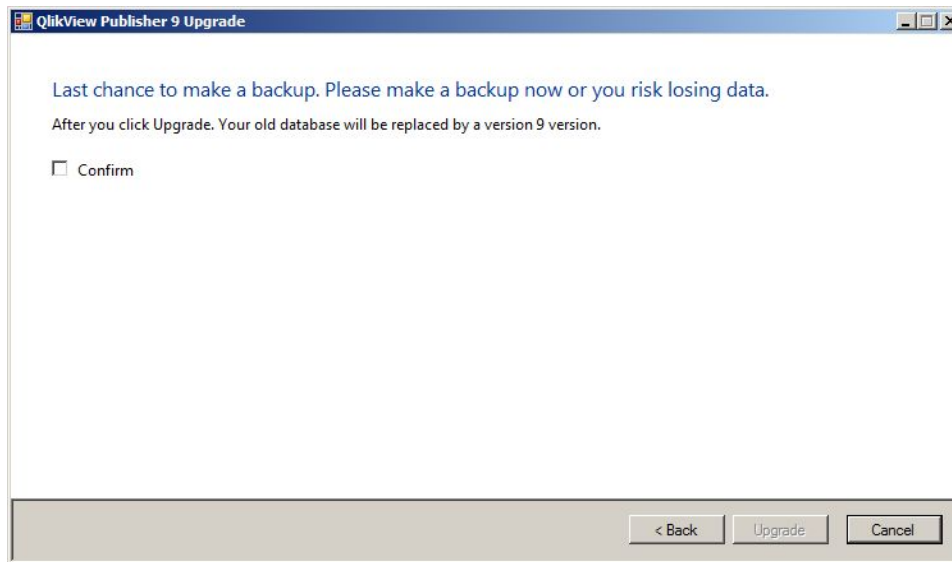 QlikView Publisher 9 Upgrade
Last chance to make a backup. Please make a backup now or you risk losing data.
After you click Upgrade. Your old database will be replaced by a version 9 version.
Confirm
< Back Upgrade Cancel